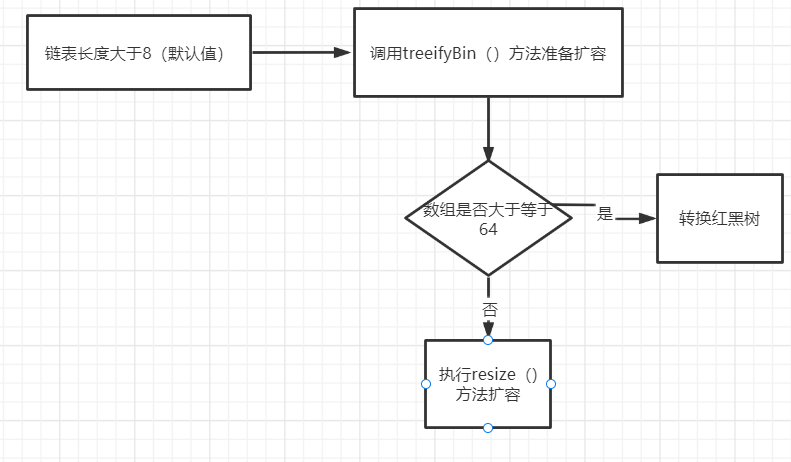 链表长度大于8（默认值）
调用treeifyBin（）方法准备扩容
数组是否大于等于
64
是
转换红黑树
否
执行resize（）
方法扩容